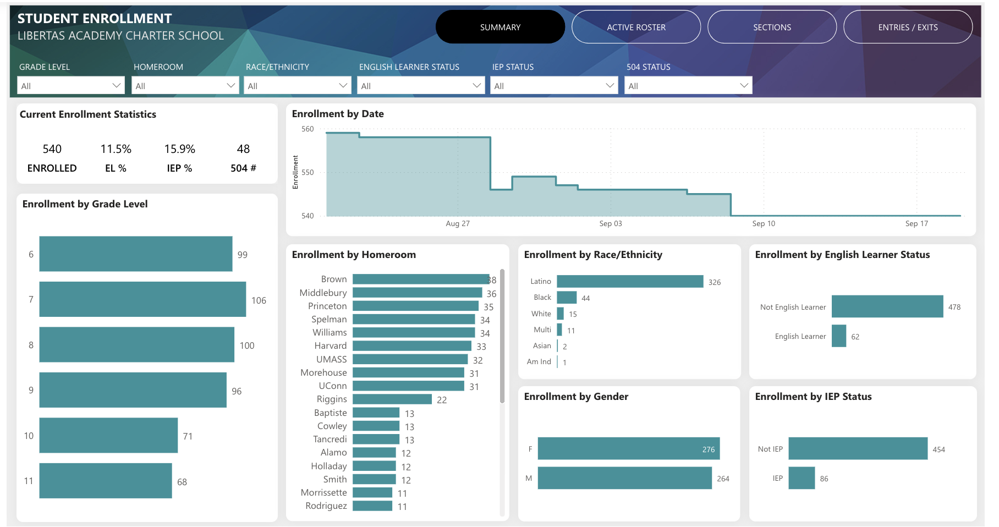 STUDENT ENROLLMENT
LIBERTAS ACADEMY CHARTER SCHOOL
SUMMARY
ACTIVE ROSTER
SECTIONS
ENTRIES / EXITS
GRADE LEVEL
HOMEROOM
RACE/ETHNICITY
ENGLISH LEARNER STATUS
IEP STATUS
504 STATUS
All
All
All
All
All
All
Current Enrollment Statistics
540
11.5%
15.9%
48
ENROLLED
EL %
IEP %
504 #
Enrollment by Date
Enrollment
560
550
540
Aug 27
Sep 03
Sep 10
Sep 17
Enrollment by Grade Level
6 99
7 106
8 100
9 96
10 71
11 68
Enrollment by Homeroom
Brown 38
Middlebury 36
Princeton 35
Spelman 34
Williams 34
Harvard 33
UMASS 32
Morehouse 31
UConn 31
Riggins 22
Baptiste 13
Cowley 13
Tancredi 13
Alamo 12
Holladay 12
Smith 12
Morrissette 11
Rodriguez 11
Enrollment by Race/Ethnicity
Latino 326
Black 44
White 15
Multi 11
Asian 2
Am Ind 1
Enrollment by English Learner Status
Not English Learner 478
English Learner 62
Enrollment by Gender
F 276
M 264
Enrollment by IEP Status
Not IEP 454
IEP 86